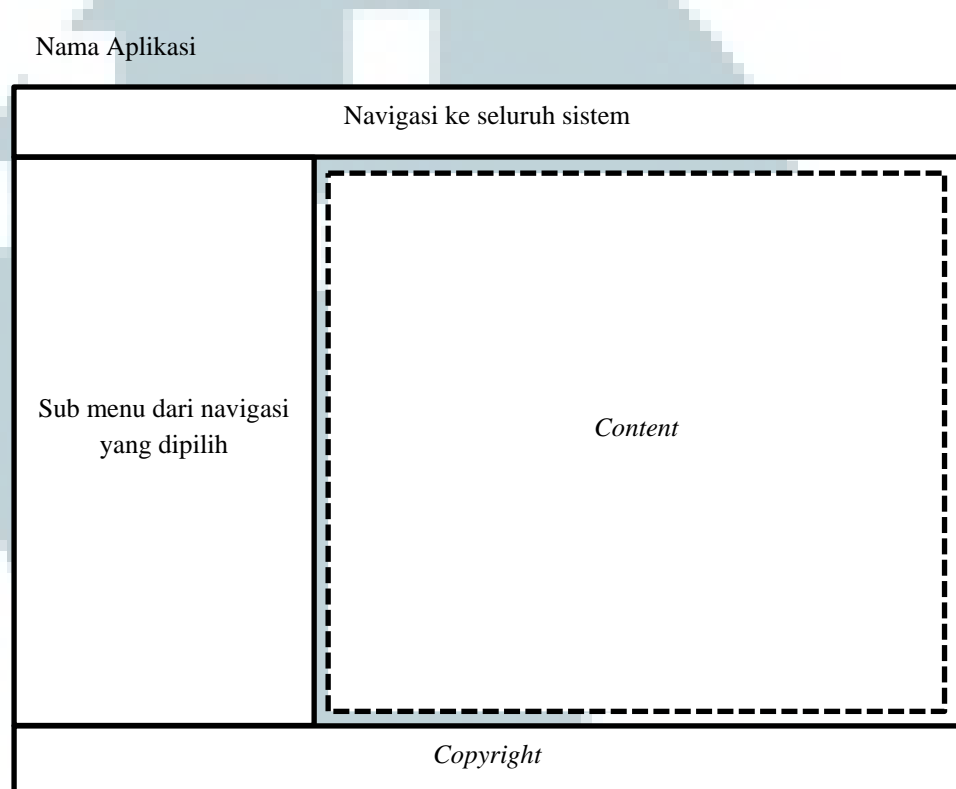 Nama Aplikasi
Navigasi ke seluruh sistem
Sub menu dari navigasi
yang dipilih
Content
Copyright